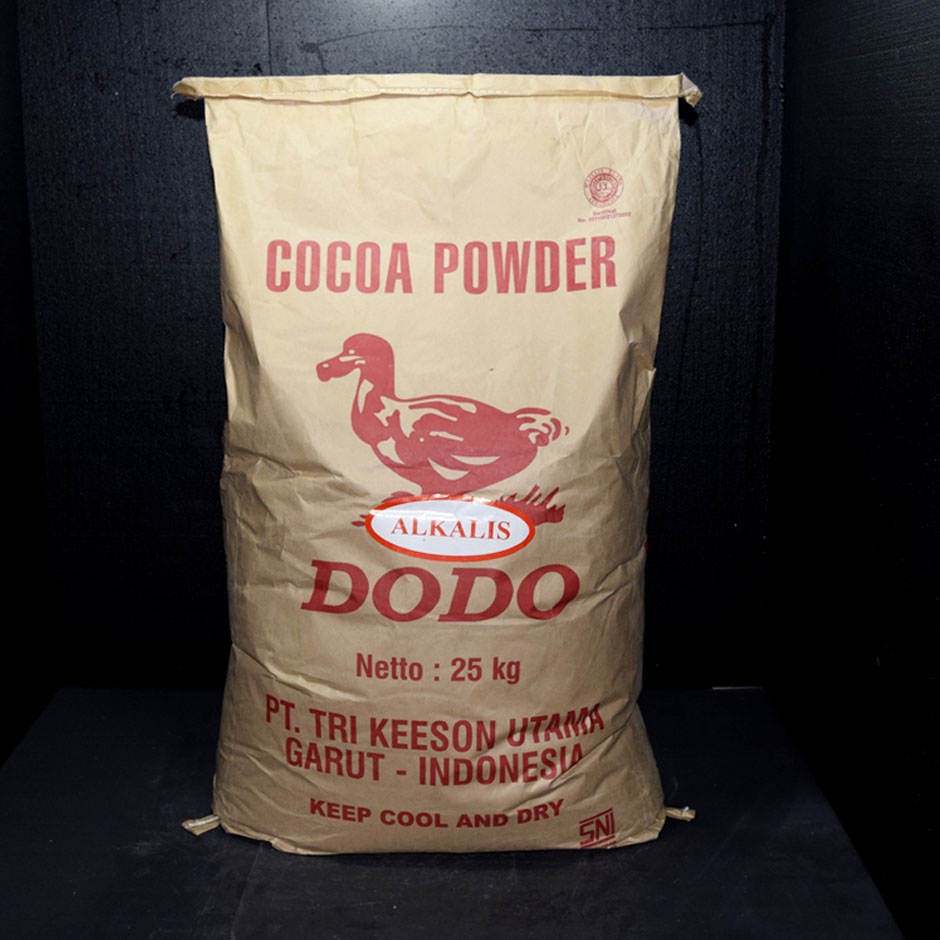 COCOA POWDER
ALKALIS
DODO
Netto : 25 kg
PT. TRI KEESON UTAMA
GARUT - INDONESIA
KEEP COOL AND DRY
SNI